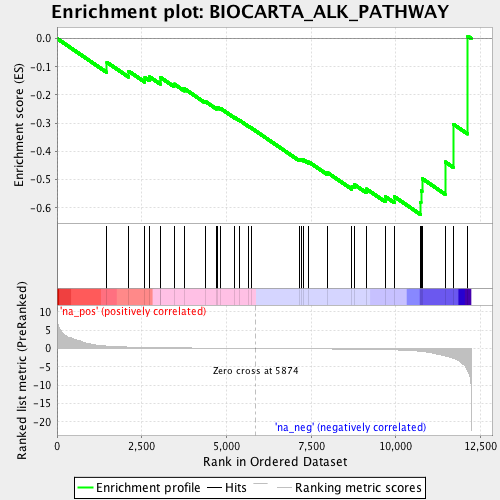 Enrichment plot: BIOCARTA_ALK_PATHWAY
Enrichment score (ES)
0.0
-0.1
-0.2
-0.3
-0.4
-0.5
-0.6
'na_pos' (positively correlated)
Ranked list metric (PreRanked)
10
5
0
-5
-10
-15
-20
Zero cross at 5874
'na_neg' (negatively correlated)
0
2,500
5,000
7,500
10,000
12,500
Rank in Ordered Dataset
Enrichment profile
Hits
Ranking metric scores